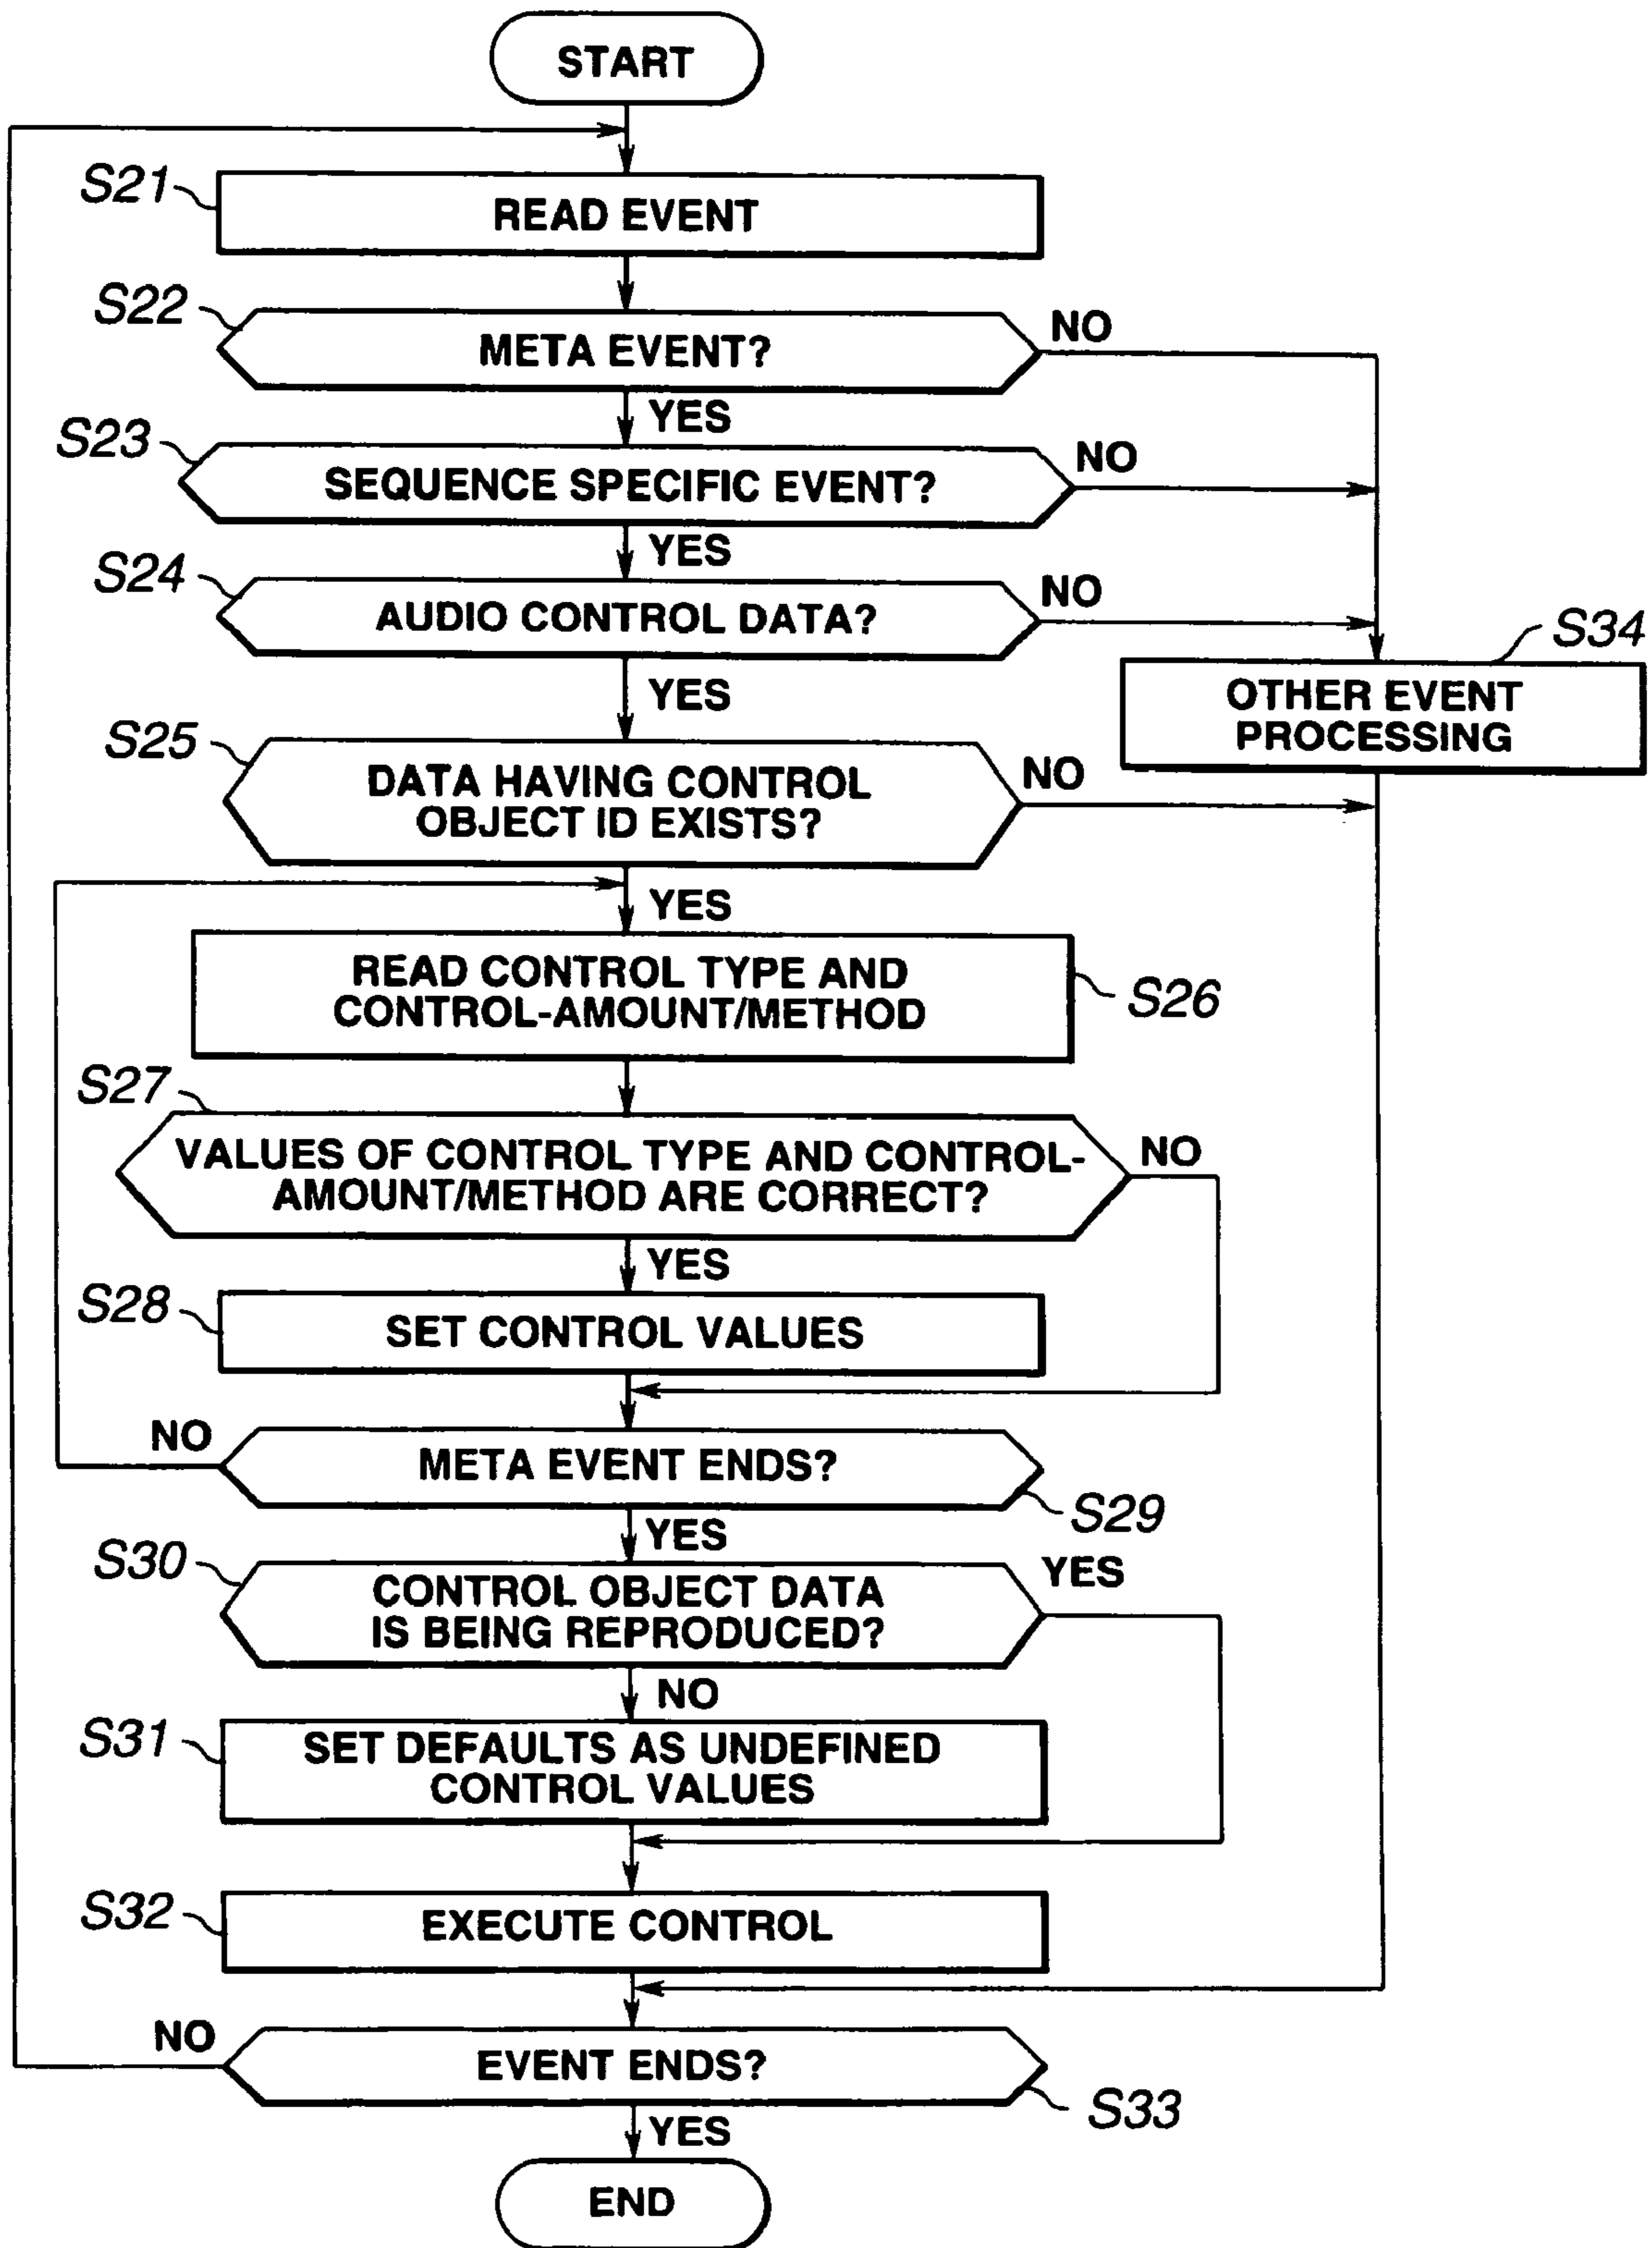 START
S21
READ EVENT
S22
META EVENT?
NO
YES
S23
SEQUENCE SPECIFIC EVENT?
NO
YES
S24
AUDIO CONTROL DATA?
NO
YES
S34
OTHER EVENT
PROCESSING
S25
DATA HAVING CONTROL
OBJECT ID EXISTS?
NO
YES
READ CONTROL TYPE AND
CONTROL-AMOUNT/METHOD
S26
S27
VALUES OF CONTROL TYPE AND CONTROL-
AMOUNT/METHOD ARE CORRECT?
NO
YES
S28
SET CONTROL VALUES
NO
META EVENT ENDS?
S29
YES
S30
CONTROL OBJECT DATA
IS BEING REPRODUCED?
YES
NO
S31
SET DEFAULTS AS UNDEFINED
CONTROL VALUES
S32
EXECUTE CONTROL
NO
EVENT ENDS?
S33
YES
END